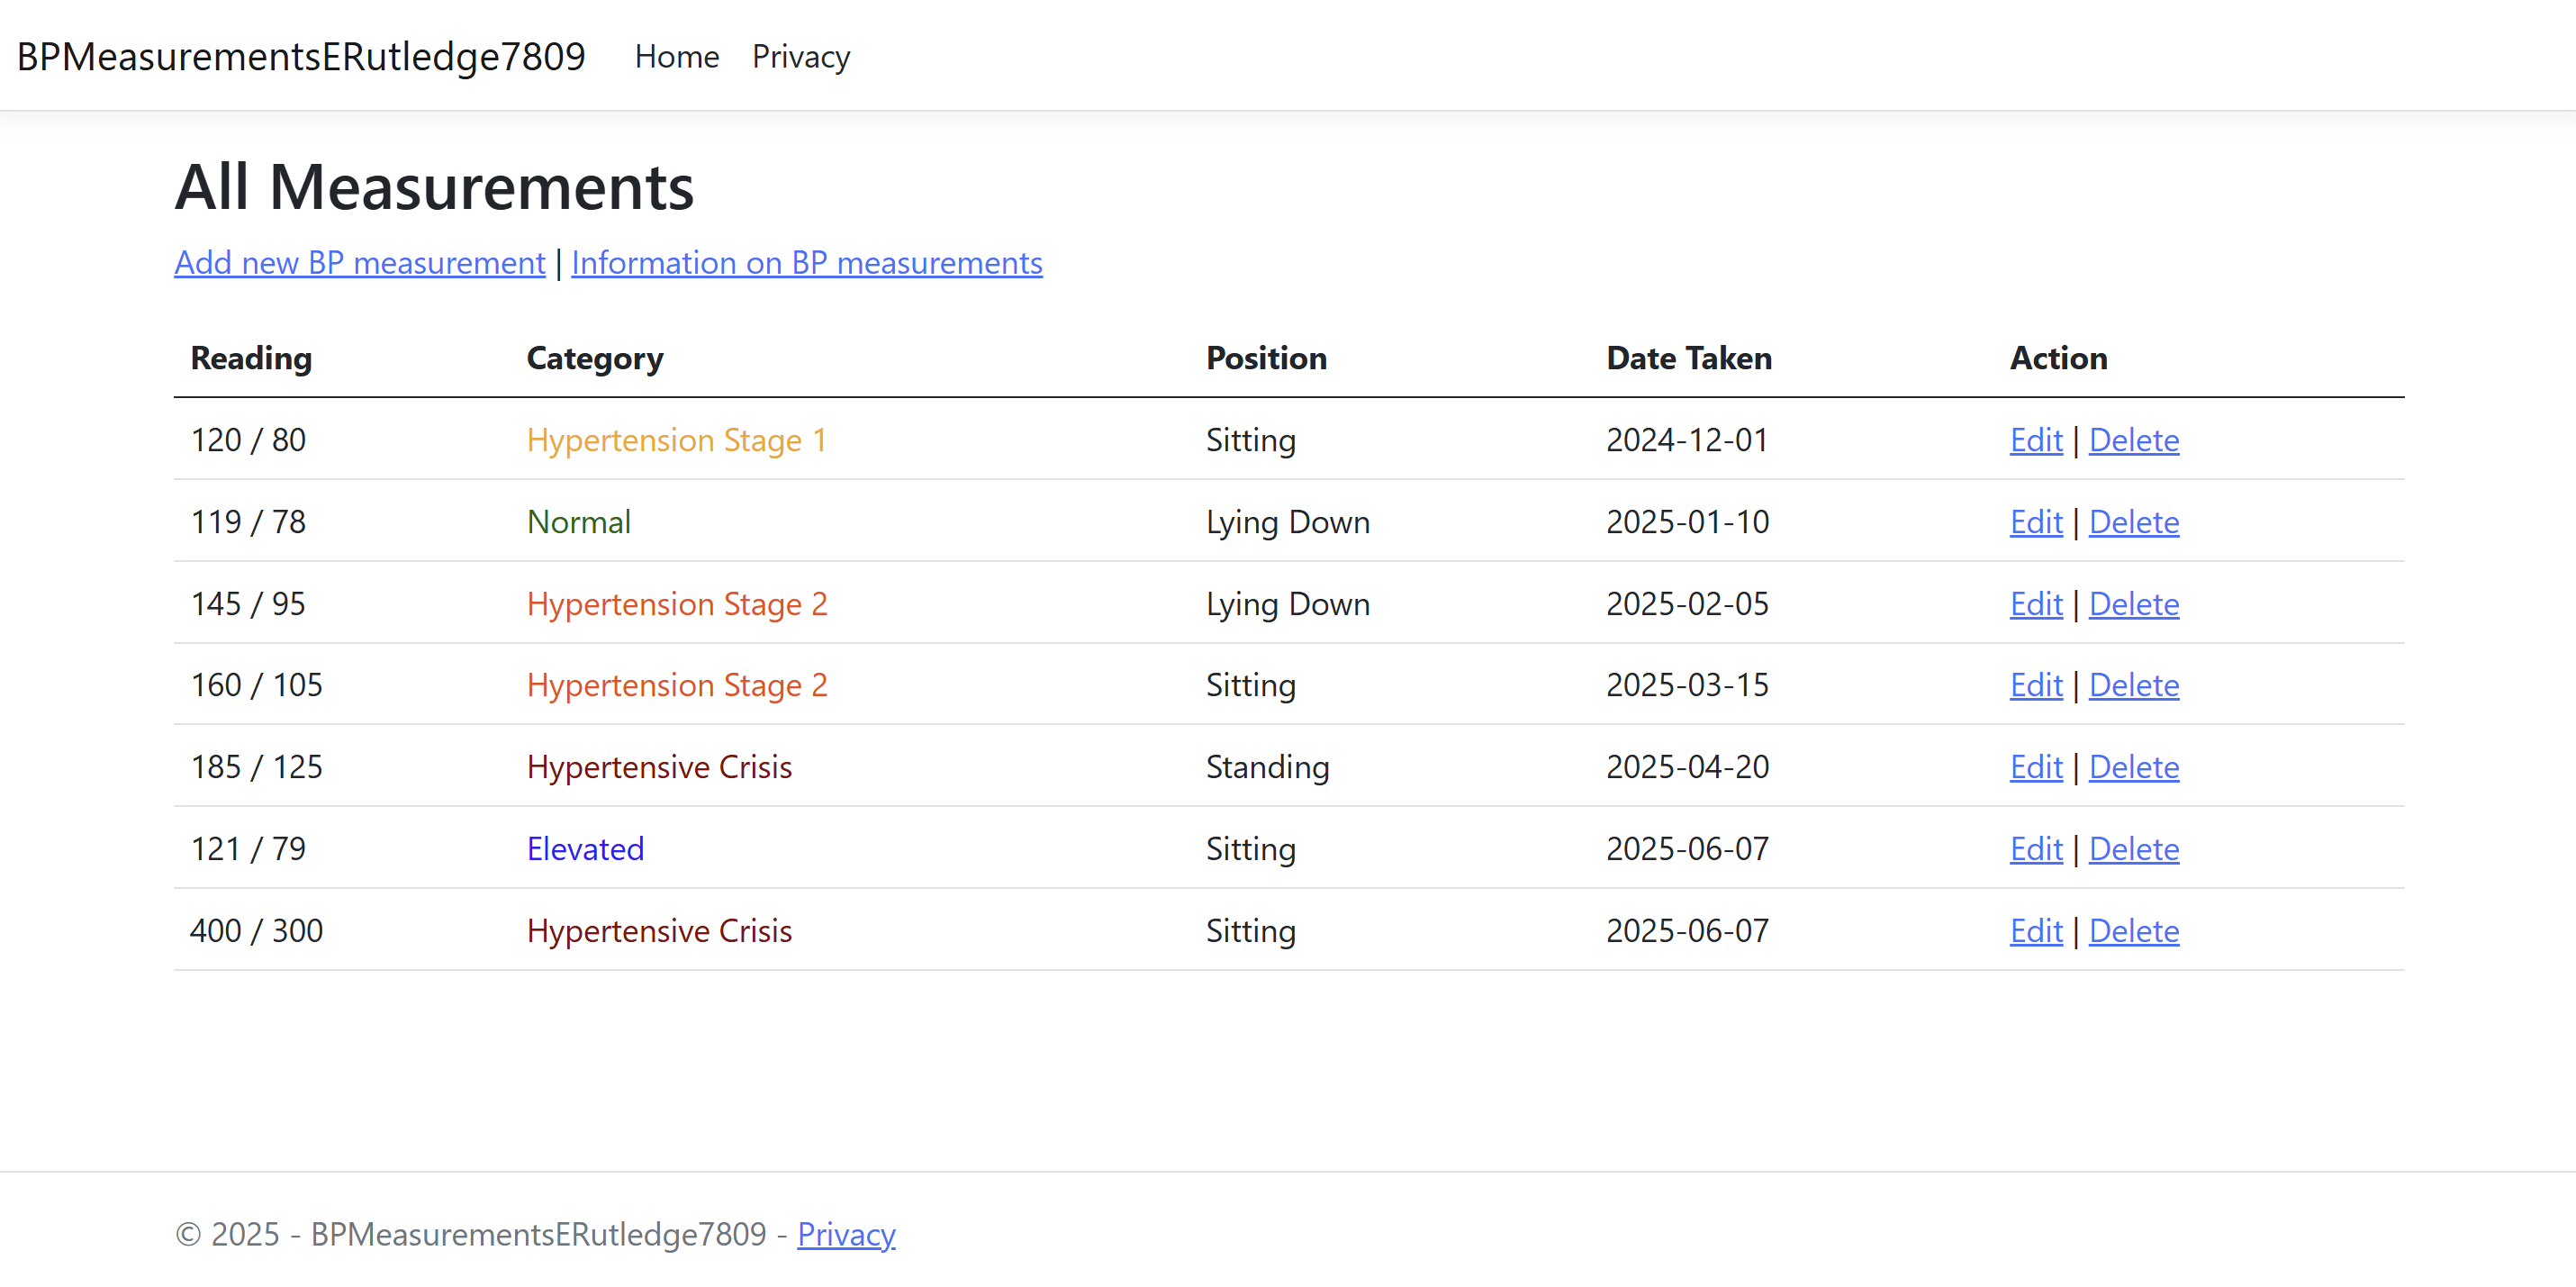 BPMeasurementsERutledge7809 Home Privacy
All Measurements
Add new BP measurement | Information on BP measurements
Reading Category Position Date Taken Action
120 / 80 Hypertension Stage 1 Sitting 2024-12-01 Edit | Delete
119 / 78 Normal Lying Down 2025-01-10 Edit | Delete
145 / 95 Hypertension Stage 2 Lying Down 2025-02-05 Edit | Delete
160 / 105 Hypertension Stage 2 Sitting 2025-03-15 Edit | Delete
185 / 125 Hypertensive Crisis Standing 2025-04-20 Edit | Delete
121 / 79 Elevated Sitting 2025-06-07 Edit | Delete
400 / 300 Hypertensive Crisis Sitting 2025-06-07 Edit | Delete
© 2025 - BPMeasurementsERutledge7809 - Privacy